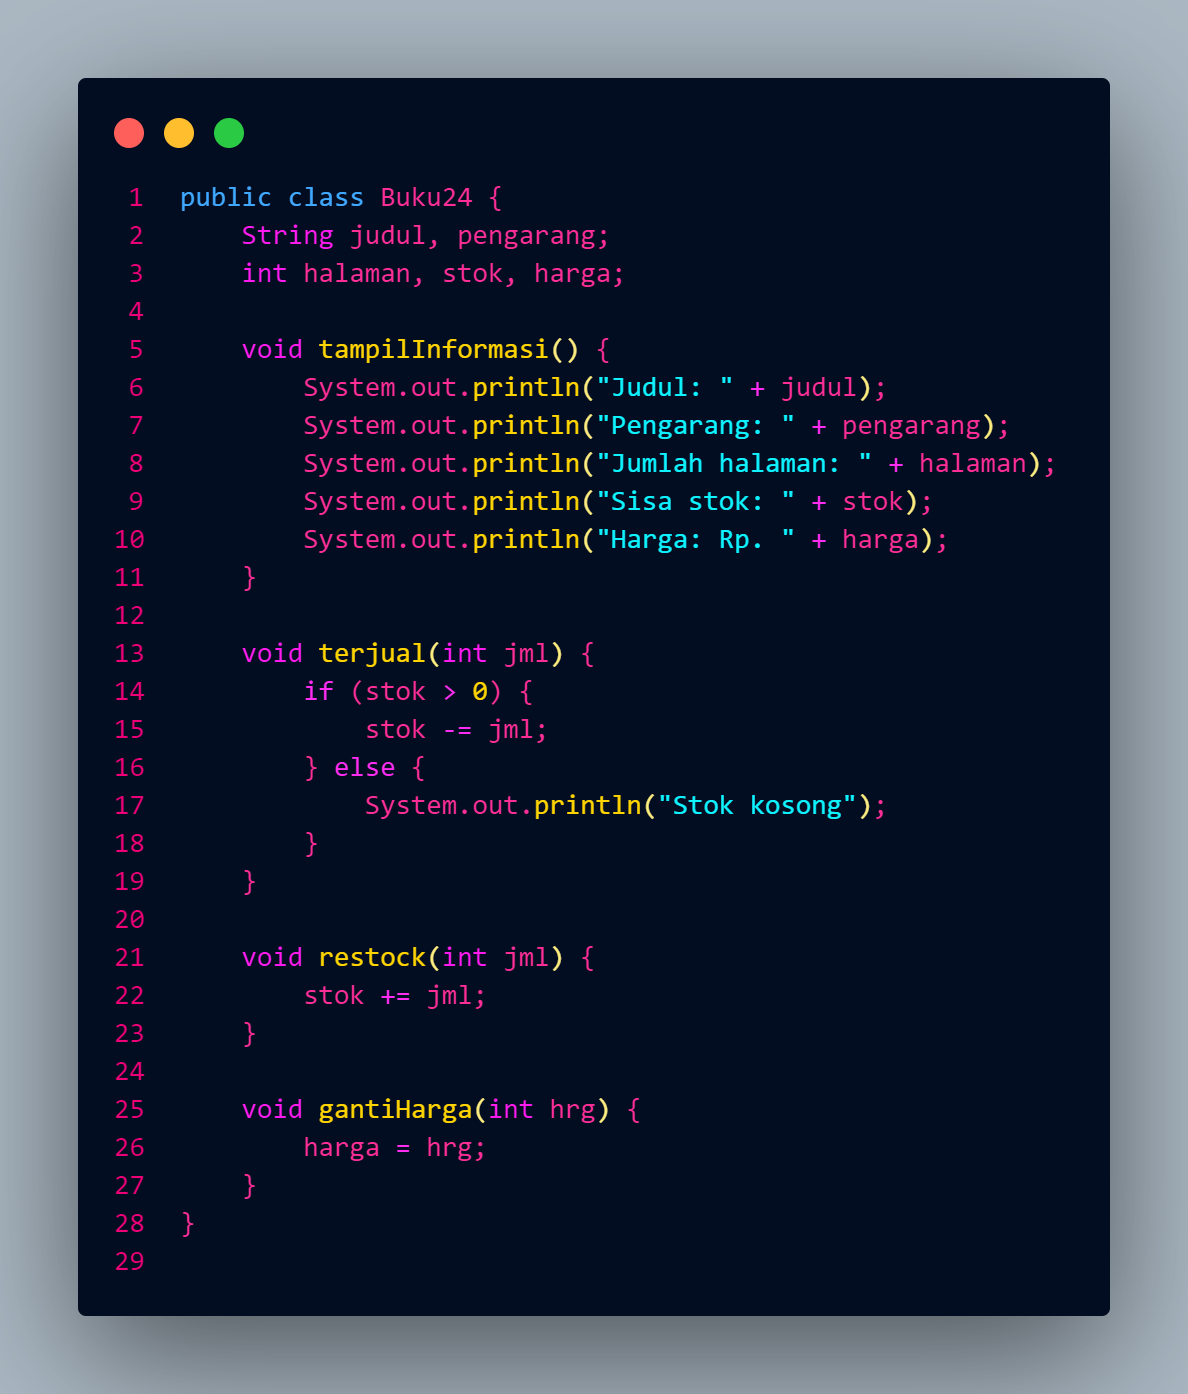 1 public class Buku24 {
2     String judul, pengarang;
3     int halaman, stok, harga;
4
5     void tampilInformasi() {
6         System.out.println("Judul: " + judul);
7         System.out.println("Pengarang: " + pengarang);
8         System.out.println("Jumlah halaman: " + halaman);
9         System.out.println("Sisa stok: " + stok);
10         System.out.println("Harga: Rp. " + harga);
11     }
12
13     void terjual(int jml) {
14         if (stok > 0) {
15             stok -= jml;
16         } else {
17             System.out.println("Stok kosong");
18         }
19     }
20
21     void restock(int jml) {
22         stok += jml;
23     }
24
25     void gantiHarga(int hrg) {
26         harga = hrg;
27     }
28 }
29